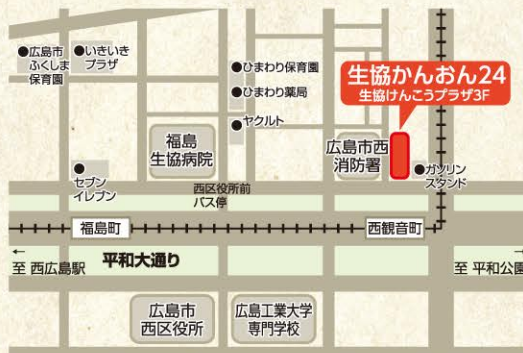 ●広島市
ふくしま
保育園
●いきいき
プラザ
●ひまわり保育園
●ひまわり薬局
●ヤクルト
生協かんおん24
生協けんこうプラザ3F
福島
生協病院
広島市西
消防署
●ガソリン
スタンド
●
セブン
イレブン
西区役所前
バス停
福島町
西観音町
←
至 西広島駅
平和大通り
→
至 平和公園
広島市
西区役所
広島工業大学
専門学校